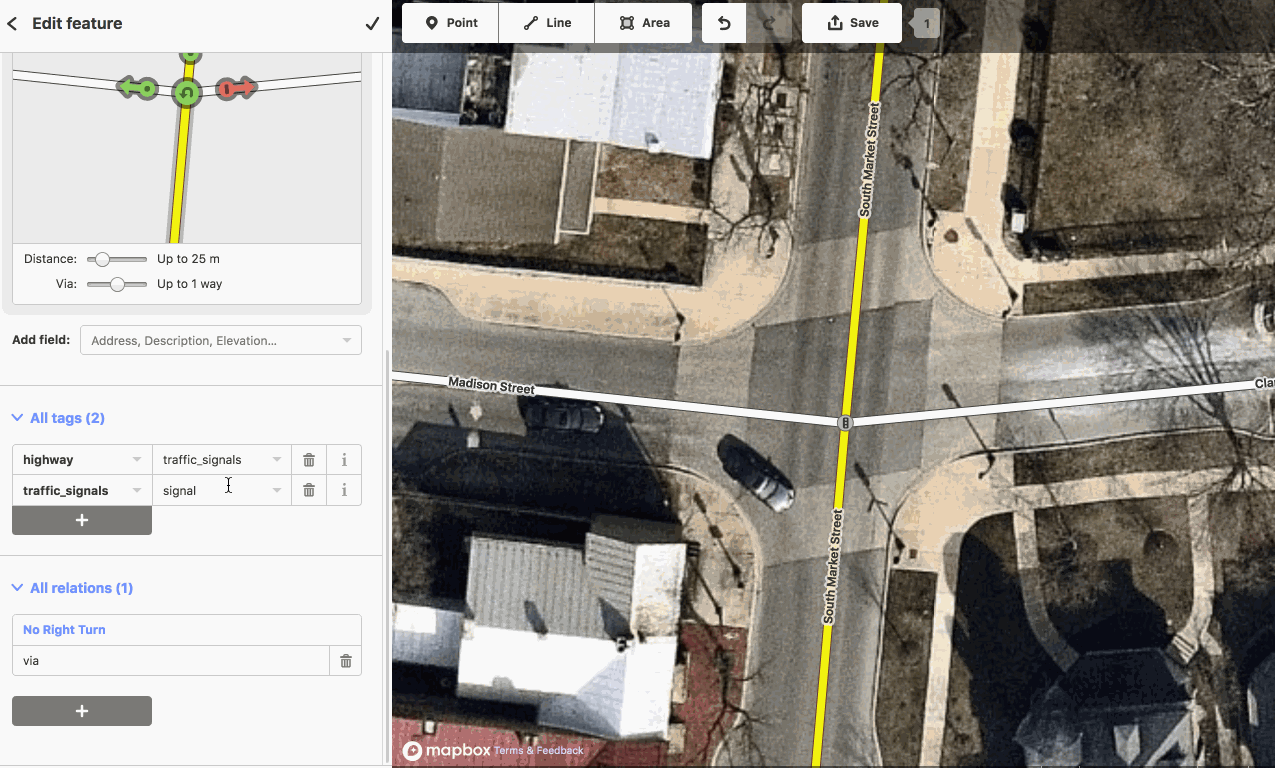 Edit feature
Point
Line
Area
Save
1
Distance:
Up to 25 m
Via:
Up to 1 way
Add field:
Address, Description, Elevation...
All tags (2)
highway
traffic_signals
traffic_signals
signal
All relations (1)
No Right Turn
via
South Market Street
Madison Street
Cla
South Market Street
mapbox
Terms & Feedback